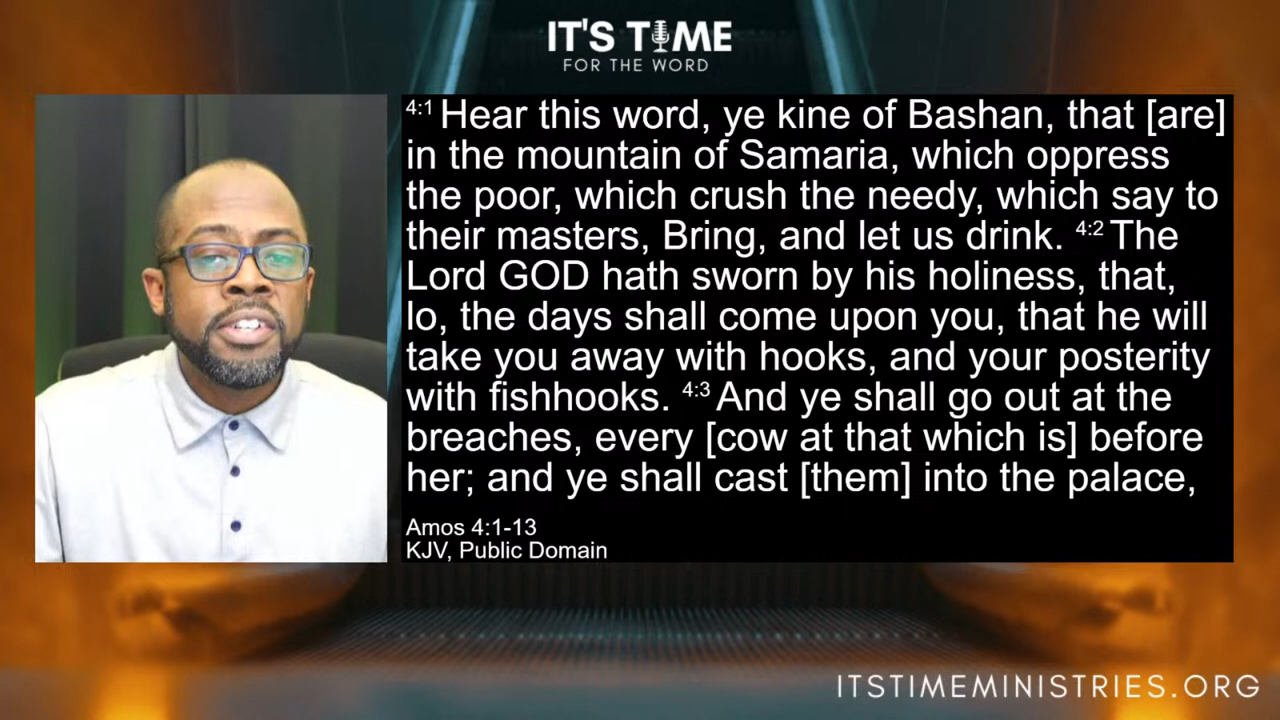 IT'S TIME
FOR THE WORD
4:1 Hear this word, ye kine of Bashan, that [are]
in the mountain of Samaria, which oppress
the poor, which crush the needy, which say to
their masters, Bring, and let us drink. 4:2 The
Lord GOD hath sworn by his holiness, that,
lo, the days shall come upon you, that he will
take you away with hooks, and your posterity
with fishhooks. 4:3 And ye shall go out at the
breaches, every [cow at that which is] before
her; and ye shall cast [them] into the palace,
Amos 4:1-13
KJV, Public Domain
ITSTIMEMINISTRIES.ORG